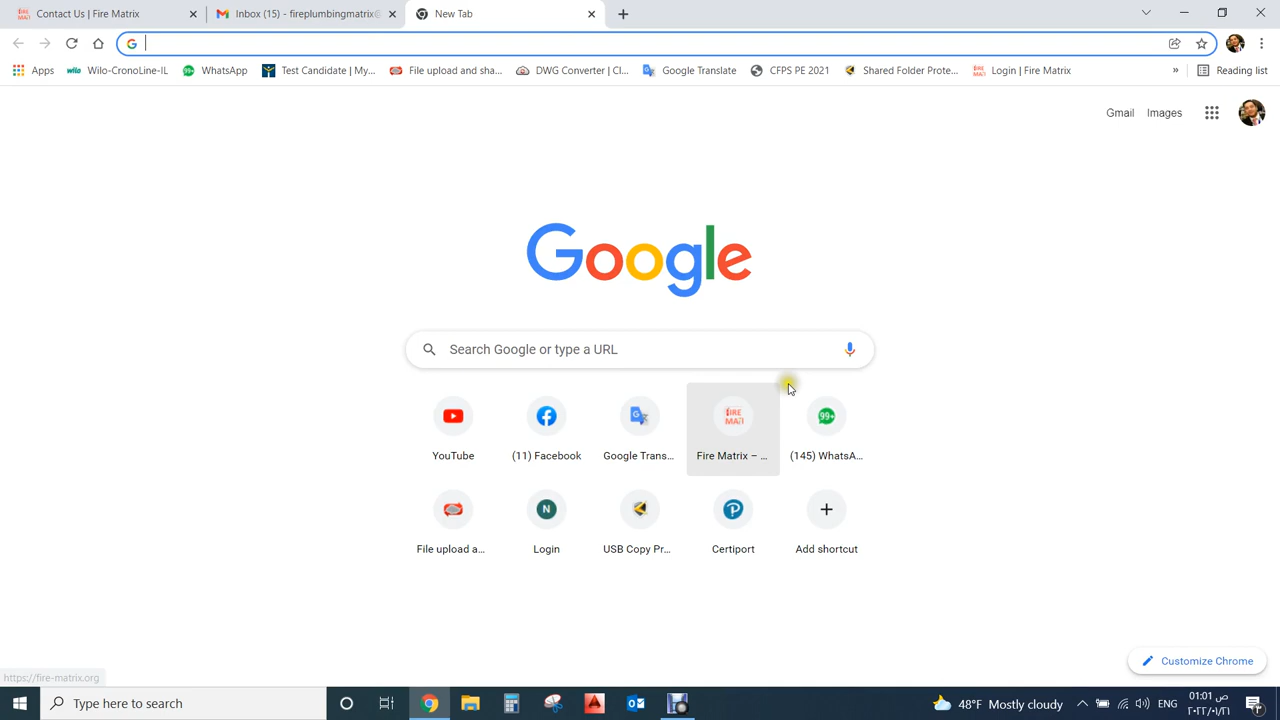 Contact Us | Fire Matrix
Inbox (15) - fireplumbingmatrix@
New Tab
Apps
Wilo-CronoLine-IL
WhatsApp
Test Candidate | My...
File upload and sha...
DWG Converter | Cl...
Google Translate
CFPS PE 2021
Shared Folder Prote...
Login | Fire Matrix
»
Reading list
Gmail
Images
Google
Search Google or type a URL
YouTube
(11) Facebook
Google Trans...
Fire Matrix – ...
(145) WhatsA...
File upload a...
Login
USB Copy Pr...
Certiport
Add shortcut
Customize Chrome
https://fire-matrix.org
Type here to search
48°F Mostly cloudy
ENG
01:01 ص